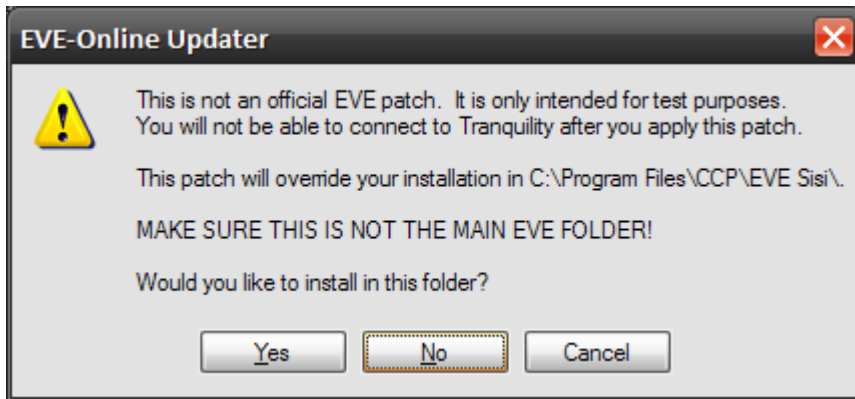 EVE-Online Updater
This is not an official EVE patch.  It is only intended for test purposes.
You will not be able to connect to Tranquility after you apply this patch.
This patch will override your installation in C:\Program Files\CCP\EVE Sisi\.
MAKE SURE THIS IS NOT THE MAIN EVE FOLDER!
Would you like to install in this folder?
Yes No Cancel